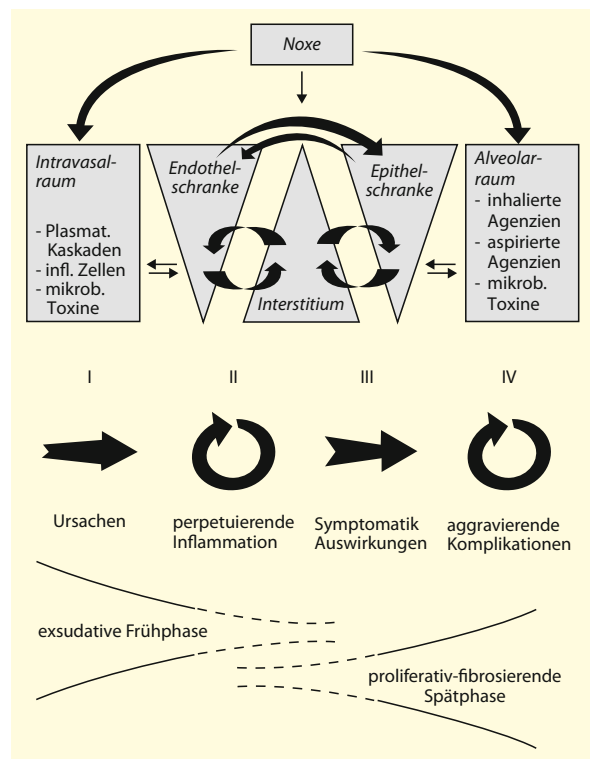 Noxe
Intravasal-
raum
- Plasmat.
Kaskaden
- infl. Zellen
- mikrob.
Toxine
Endothel-
schranke
Interstitium
Epithel-
schranke
Alveolar-
raum
- inhalierte
Agenzien
- aspirierte
Agenzien
- mikrob.
Toxine
I
II
III
IV
Ursachen
perpetuierende
Inflammation
Symptomatik
Auswirkungen
aggravierende
Komplikationen
exsudative Frühphase
proliferativ-fibrosierende
Spätphase